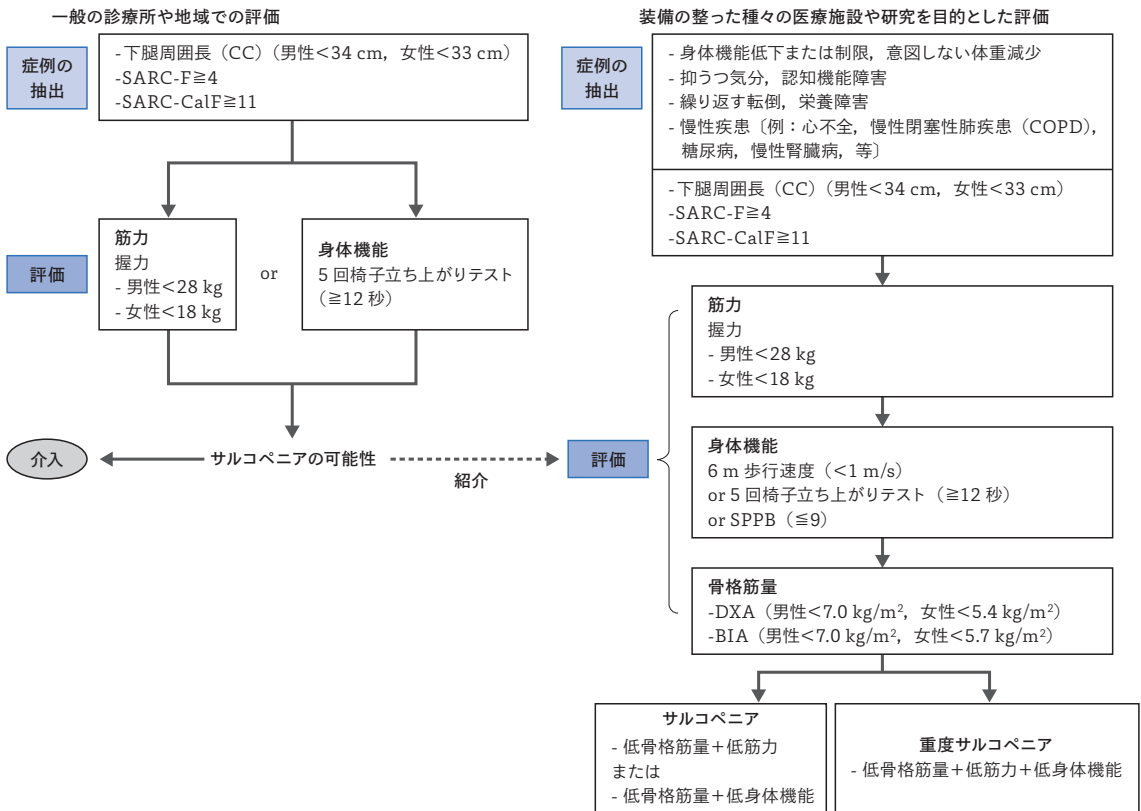 一般の診療所や地域での評価
症例の
抽出
-下腿周囲長（CC）（男性＜34 cm，女性＜33 cm）
-SARC-F≧4
-SARC-CalF≧11
評価
筋力
握力
- 男性＜28 kg
- 女性＜18 kg
or
身体機能
5 回椅子立ち上がりテスト
（≧12 秒）
介入
サルコペニアの可能性
紹介
装備の整った種々の医療施設や研究を目的とした評価
症例の
抽出
- 身体機能低下または制限，意図しない体重減少
- 抑うつ気分，認知機能障害
- 繰り返す転倒，栄養障害
- 慢性疾患〔例：心不全，慢性閉塞性肺疾患（COPD），
糖尿病，慢性腎臓病，等〕
-下腿周囲長（CC）（男性＜34 cm，女性＜33 cm）
-SARC-F≧4
-SARC-CalF≧11
評価
筋力
握力
- 男性＜28 kg
- 女性＜18 kg
身体機能
6 m 歩行速度（＜1 m/s）
or 5 回椅子立ち上がりテスト（≧12 秒）
or SPPB（≦9）
骨格筋量
-DXA（男性＜7.0 kg/m²，女性＜5.4 kg/m²）
-BIA（男性＜7.0 kg/m²，女性＜5.7 kg/m²）
サルコペニア
- 低骨格筋量＋低筋力
または
- 低骨格筋量＋低身体機能
重度サルコペニア
- 低骨格筋量＋低筋力＋低身体機能